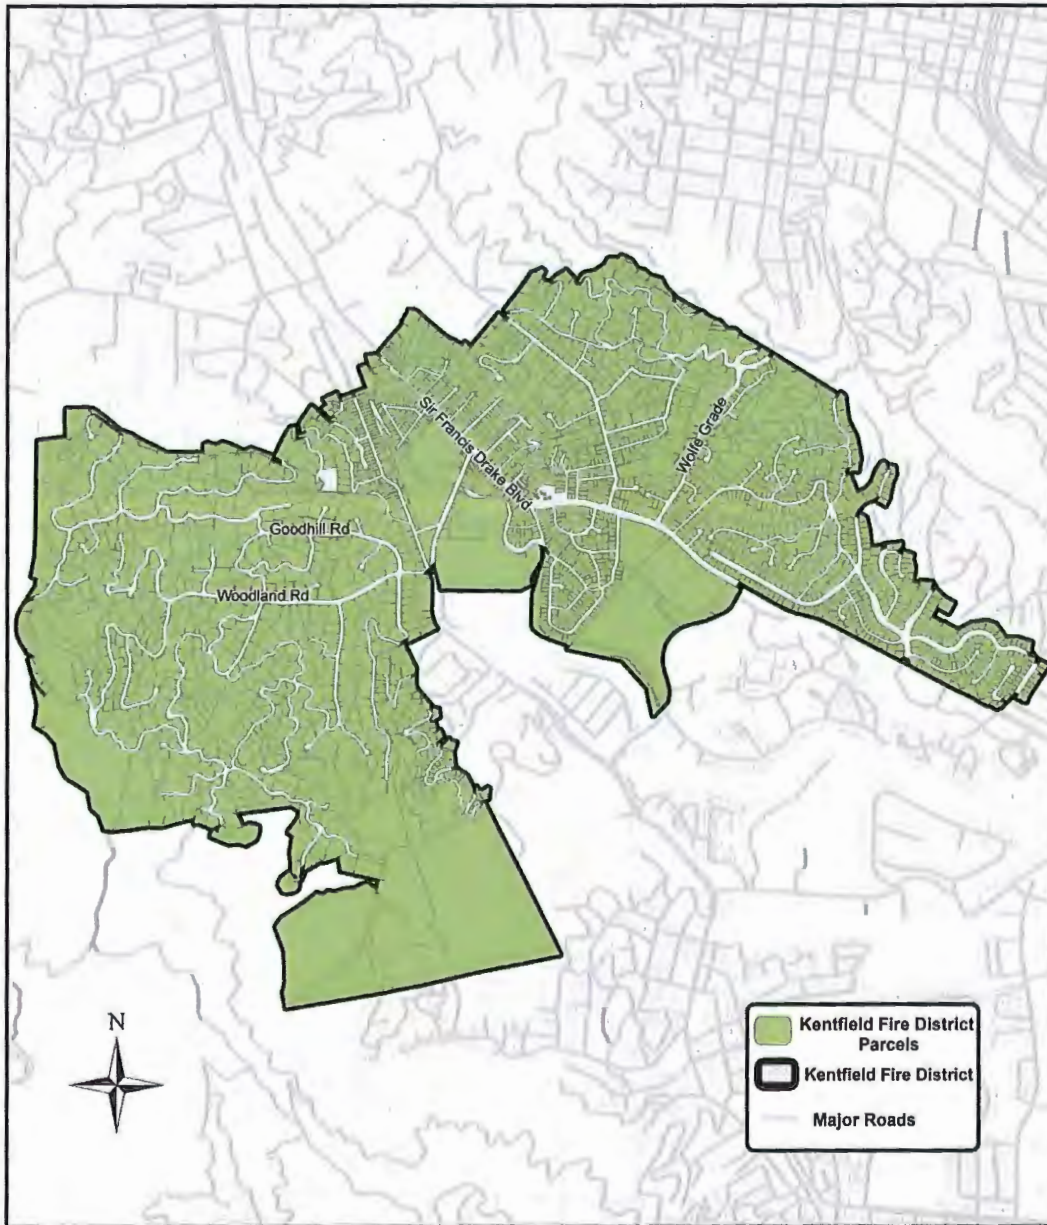 Sir Francis Drake Blvd
Wolfe Grade
Goodhill Rd
Woodland Rd
N
Kentfield Fire District
Parcels
Kentfield Fire District
Major Roads